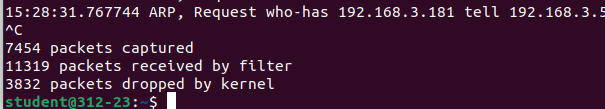 15:28:31.767744 ARP, Request who-has 192.168.3.181 tell 192.168.3.5
^C
7454 packets captured
11319 packets received by filter
3832 packets dropped by kernel
student@312-23:~$